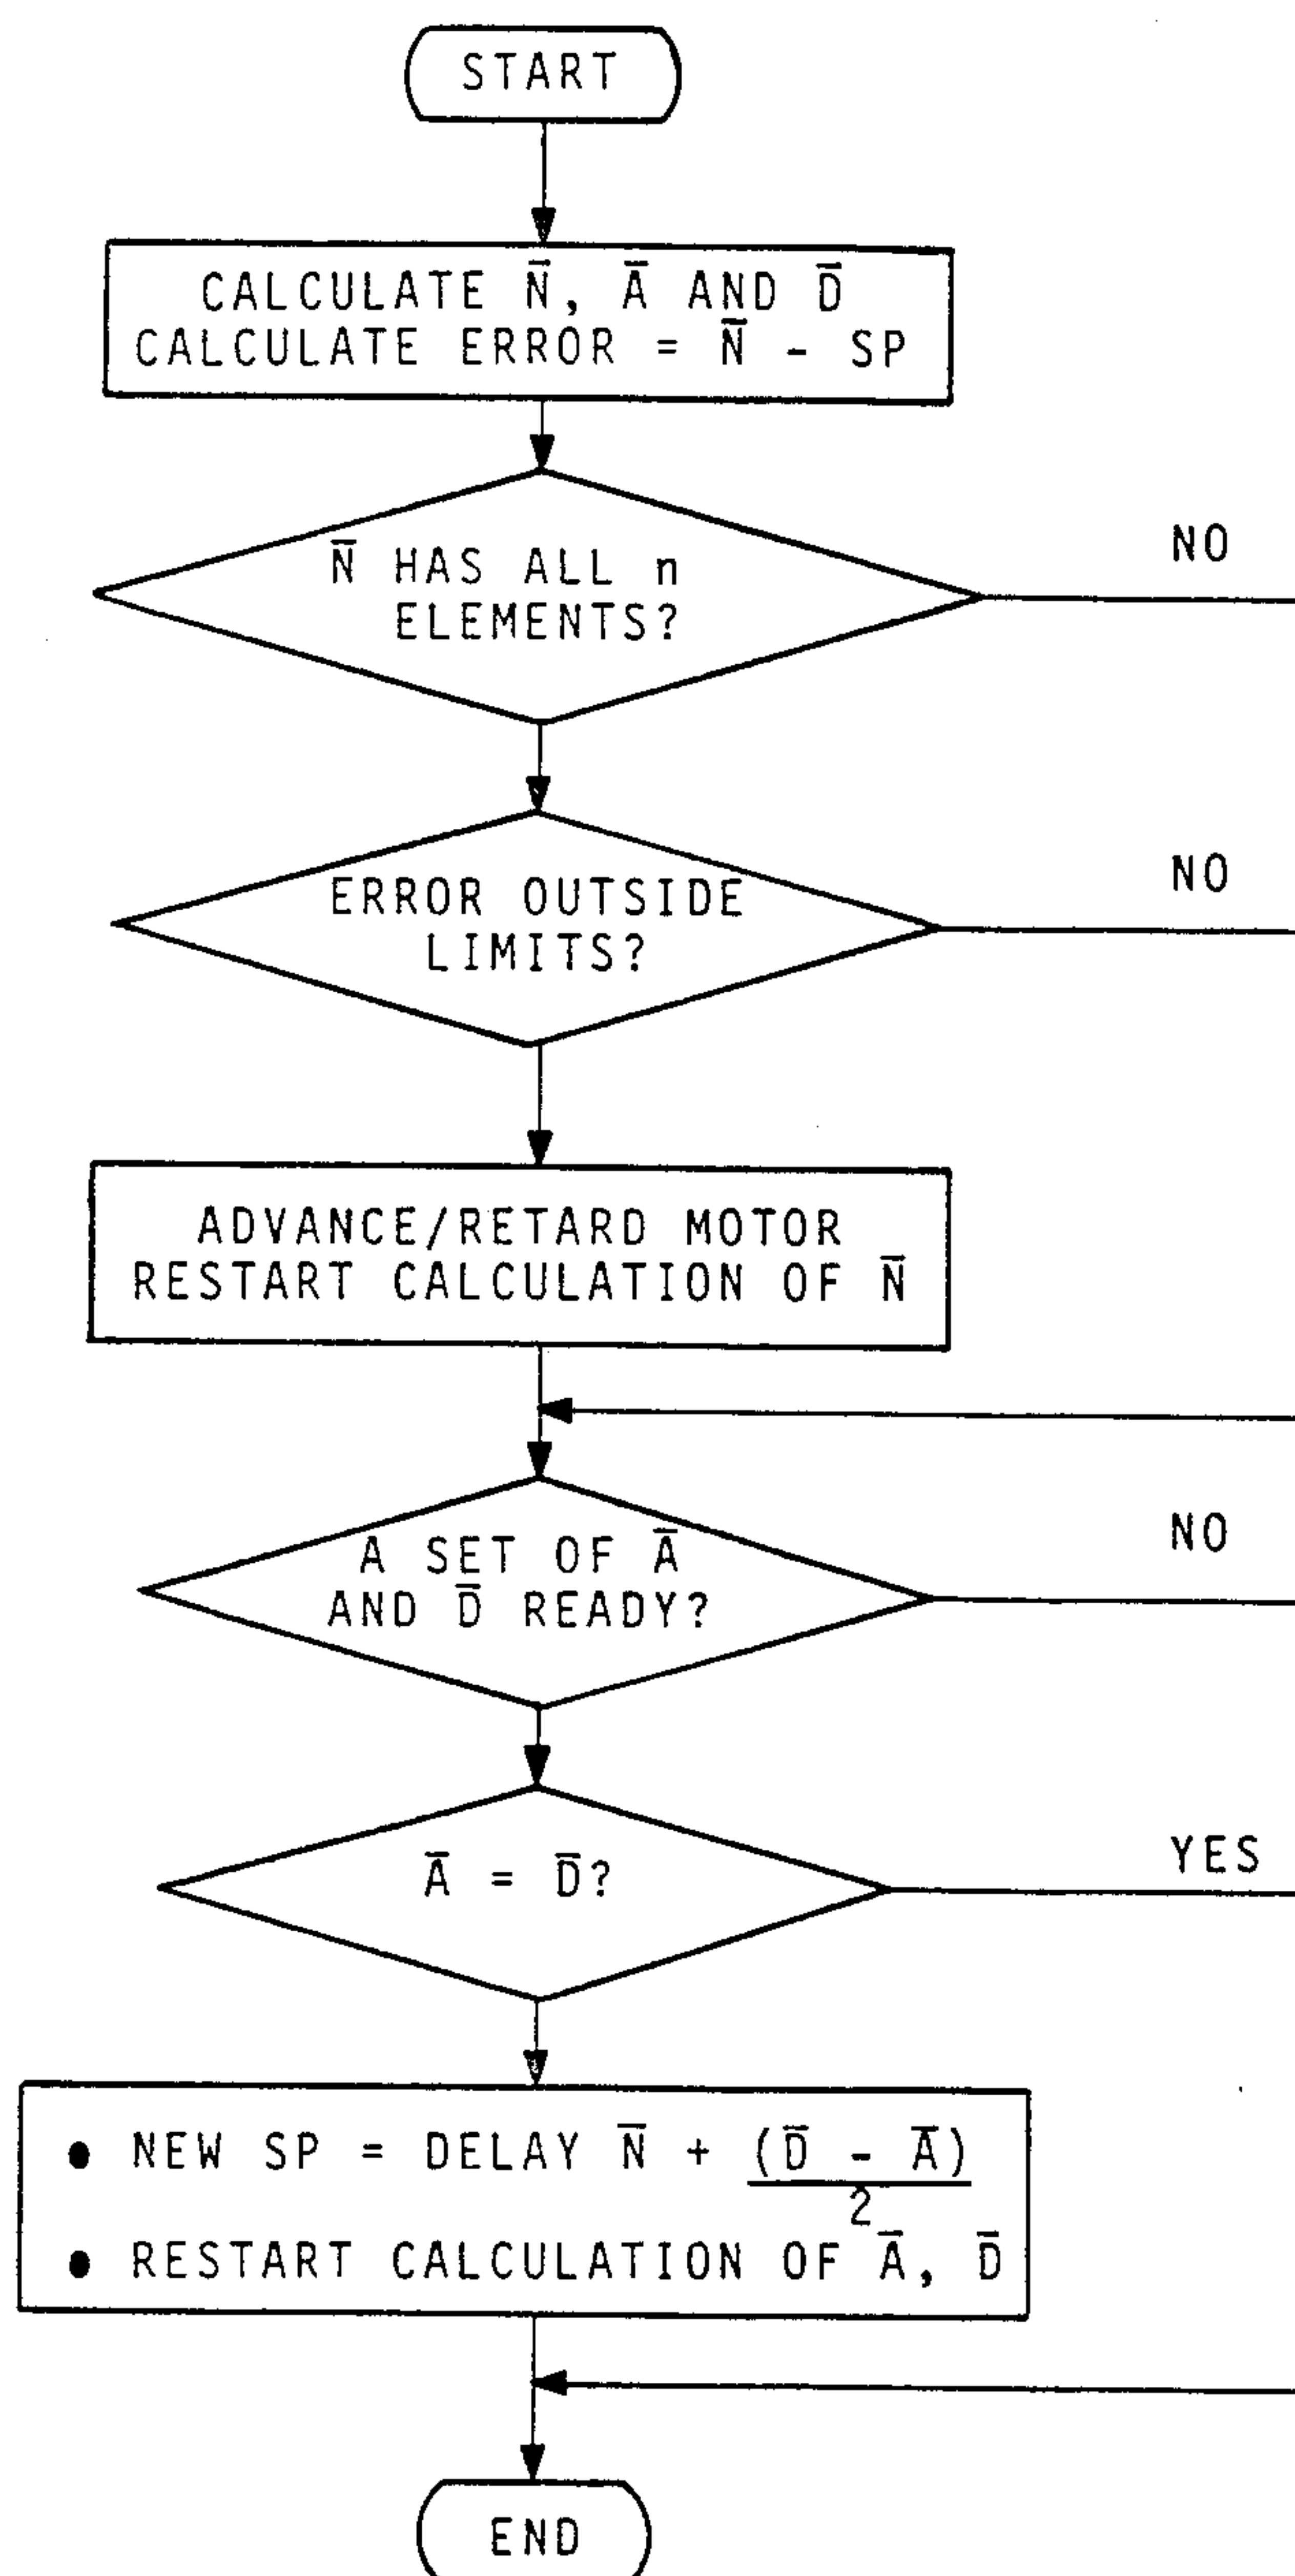 START
CALCULATE N̄, Ā AND D̄
CALCULATE ERROR = N̄ - SP
N̄ HAS ALL n
ELEMENTS?
NO
ERROR OUTSIDE
LIMITS?
NO
ADVANCE/RETARD MOTOR
RESTART CALCULATION OF N̄
A SET OF Ā
AND D̄ READY?
NO
Ā = D̄?
YES
• NEW SP = DELAY N̄ + (D̄ - Ā)
2
• RESTART CALCULATION OF Ā, D̄
END